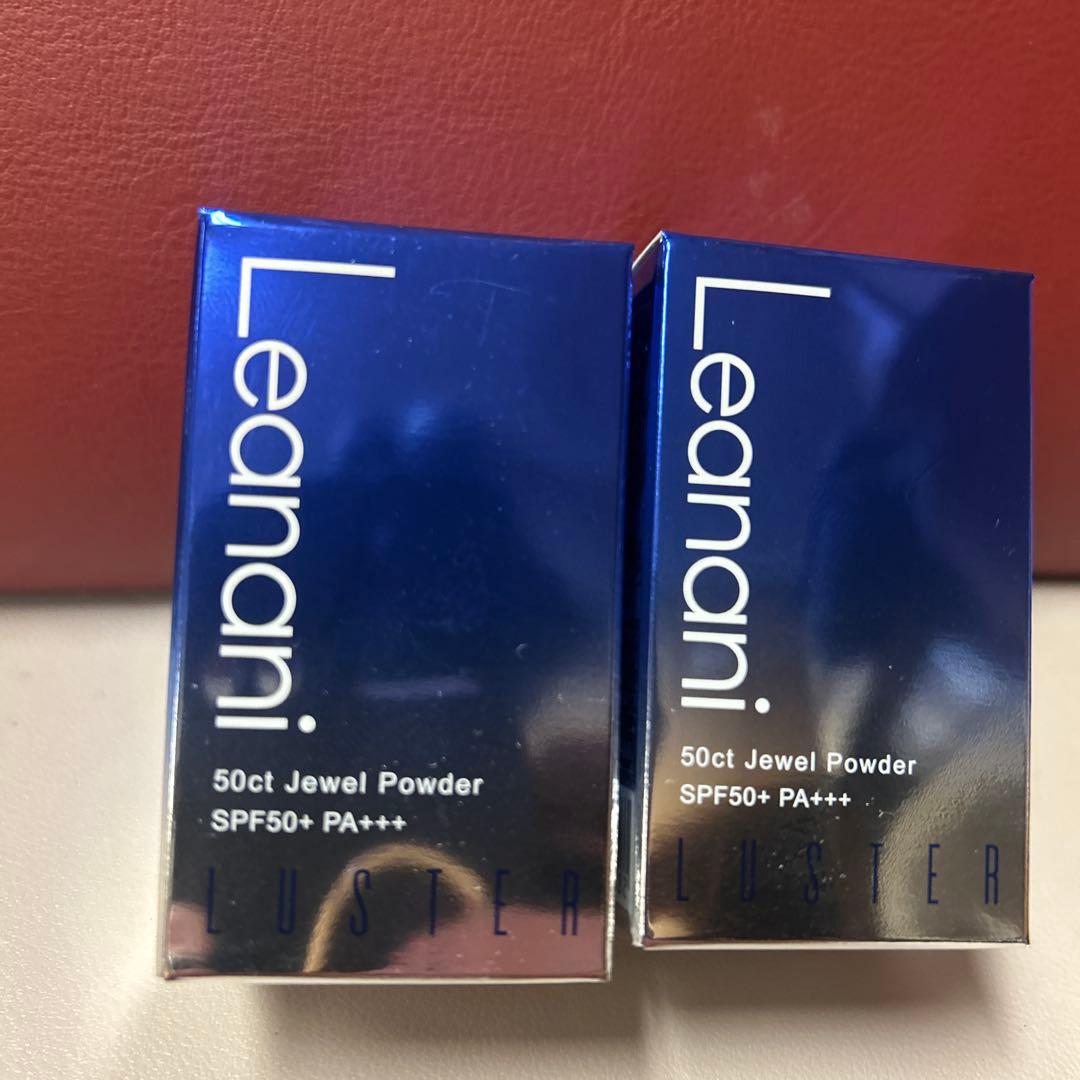 Leanani
50ct Jewel Powder
SPF50+ PA+++
LUSTER
Leanani
50ct Jewel Powder
SPF50+ PA+++
LUSTER